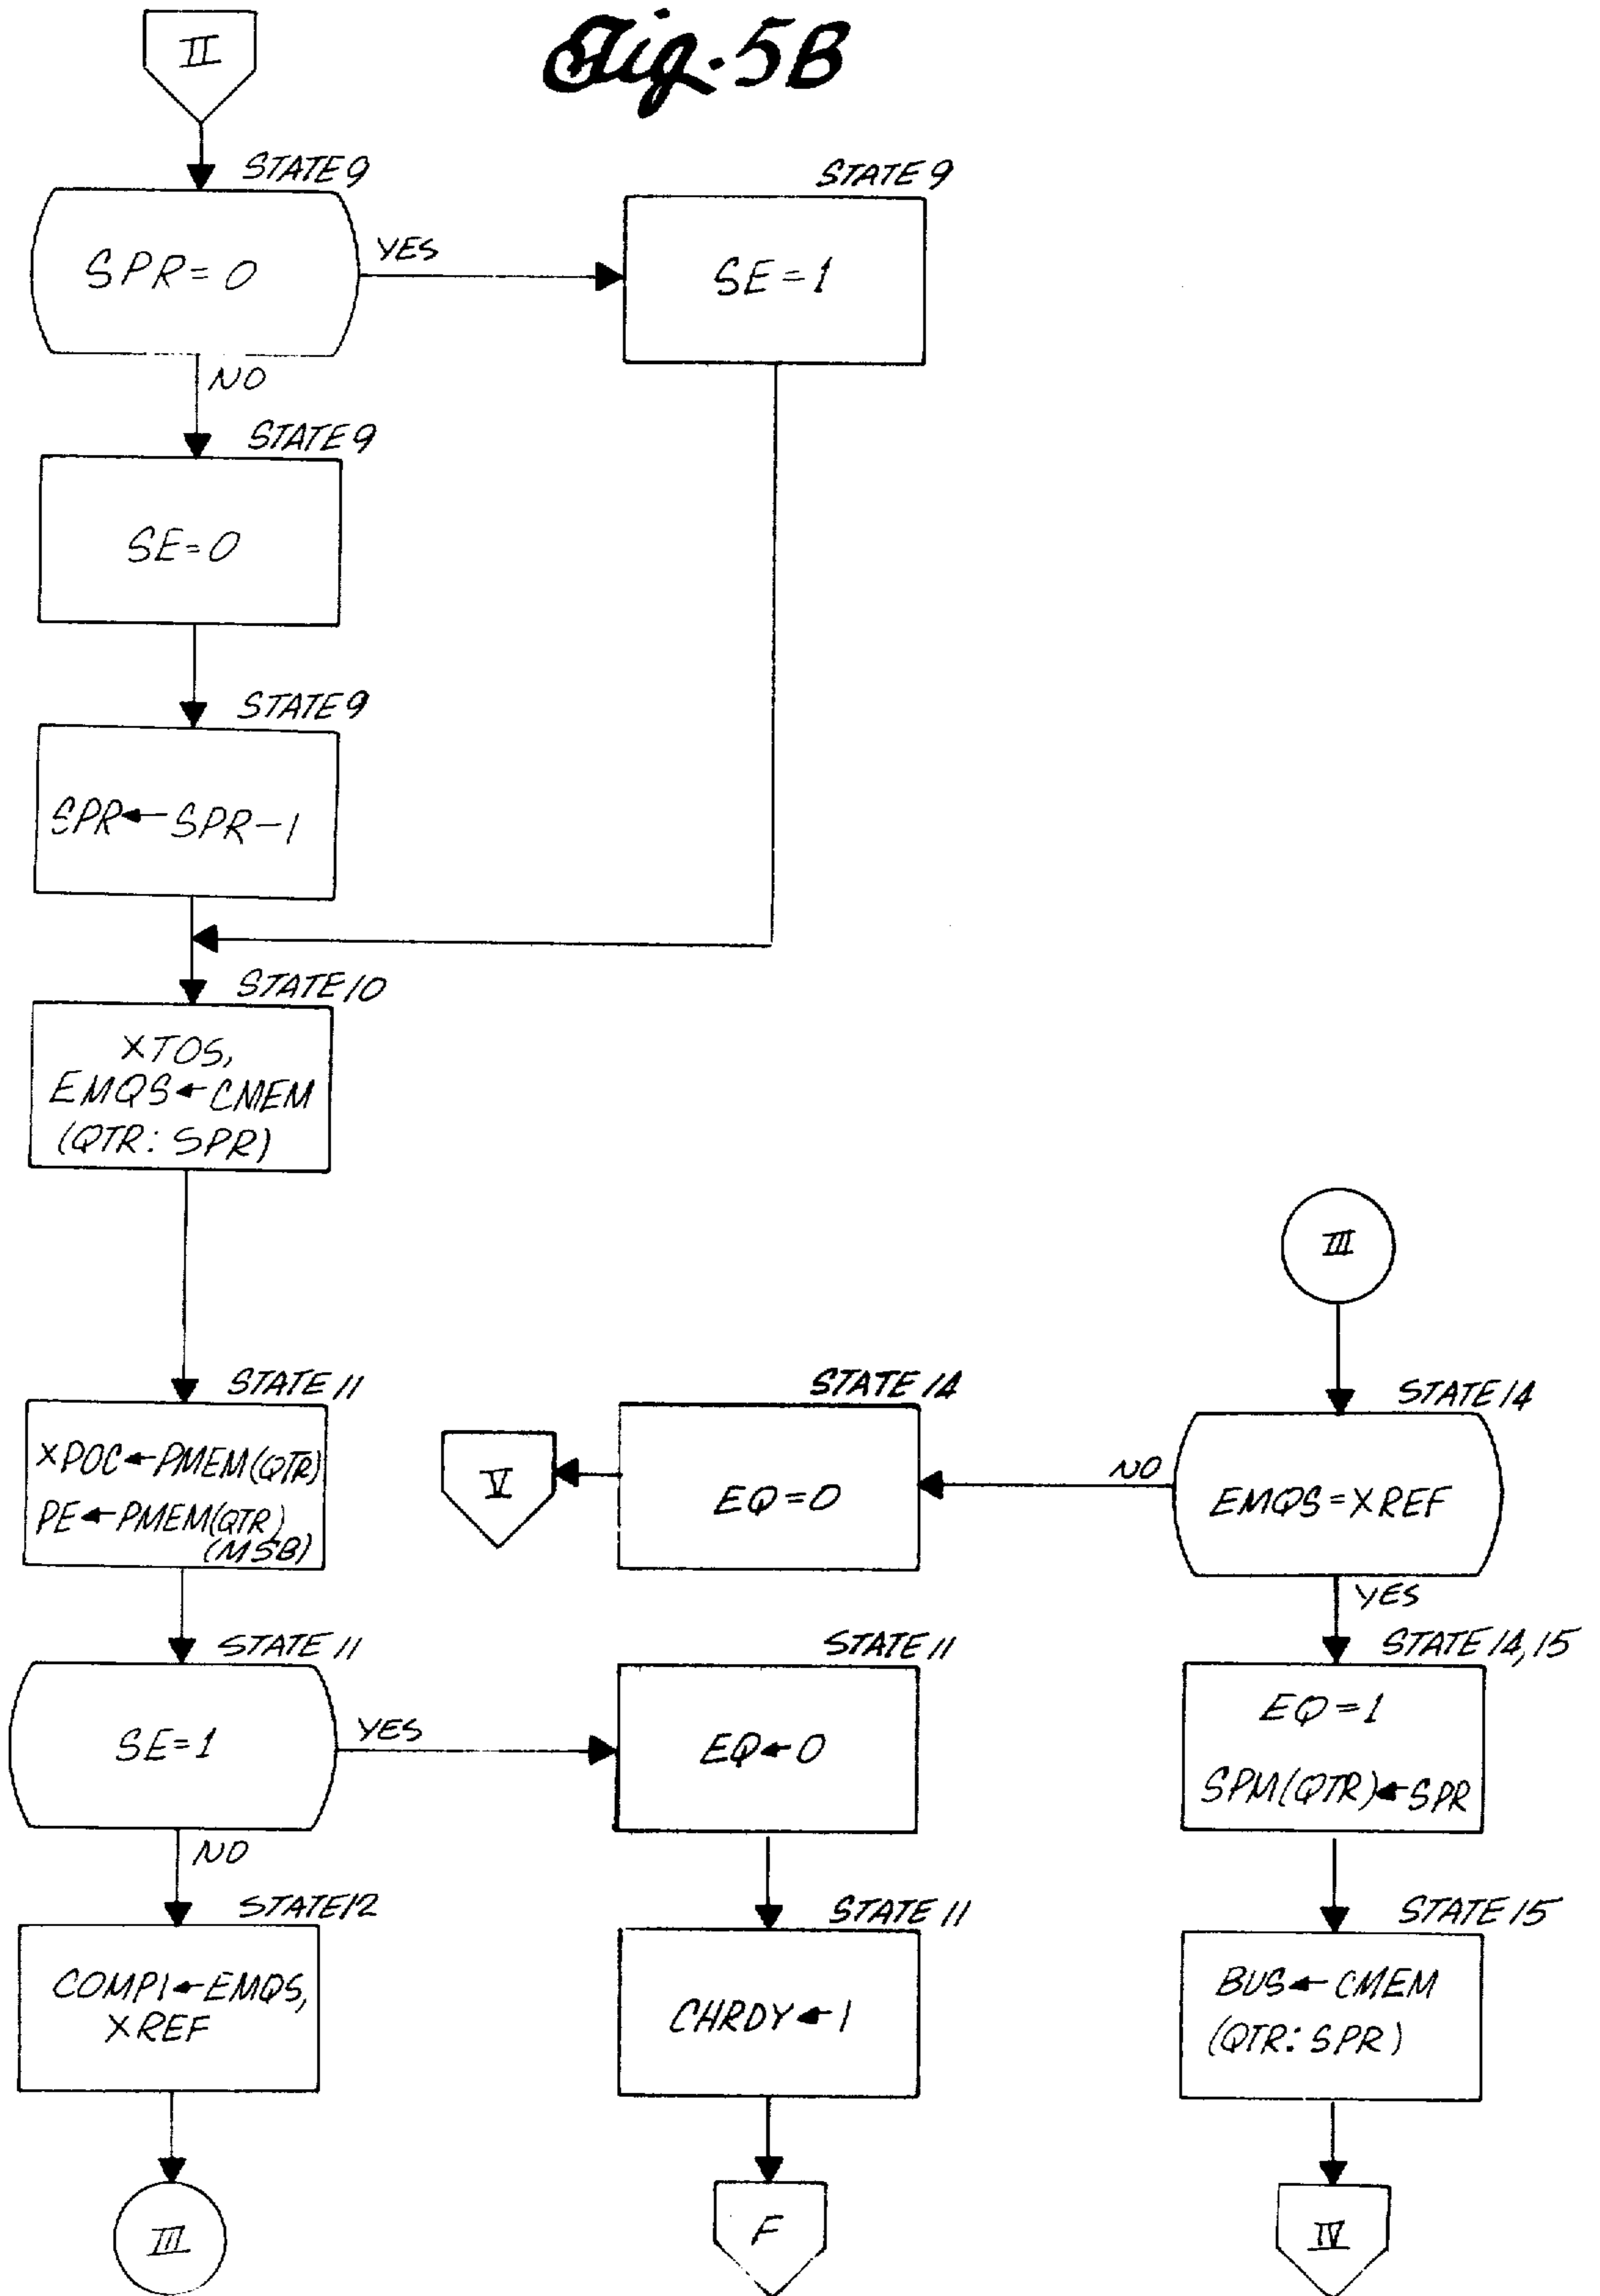 Fig. 5B
II
STATE 9
SPR = 0
YES
NO
STATE 9
SE = 1
STATE 9
SE = 0
STATE 9
SPR ← SPR - 1
STATE 10
XTOS,
EMQS ← CMEM
(QTR: SPR)
STATE 11
XPOC ← PMEM(QTR)
PE ← PMEM(QTR)
(MSB)
STATE 11
SE = 1
YES
NO
STATE 12
COMP1 ← EMQS,
XREF
III
STATE 14
EQ = 0
V
STATE 11
EQ ← 0
STATE 11
CHRDY ← 1
F
III
STATE 14
EMQS = XREF
NO
YES
STATE 14, 15
EQ = 1
SPM(QTR) ← SPR
STATE 15
BUS ← CMEM
(QTR: SPR)
IV